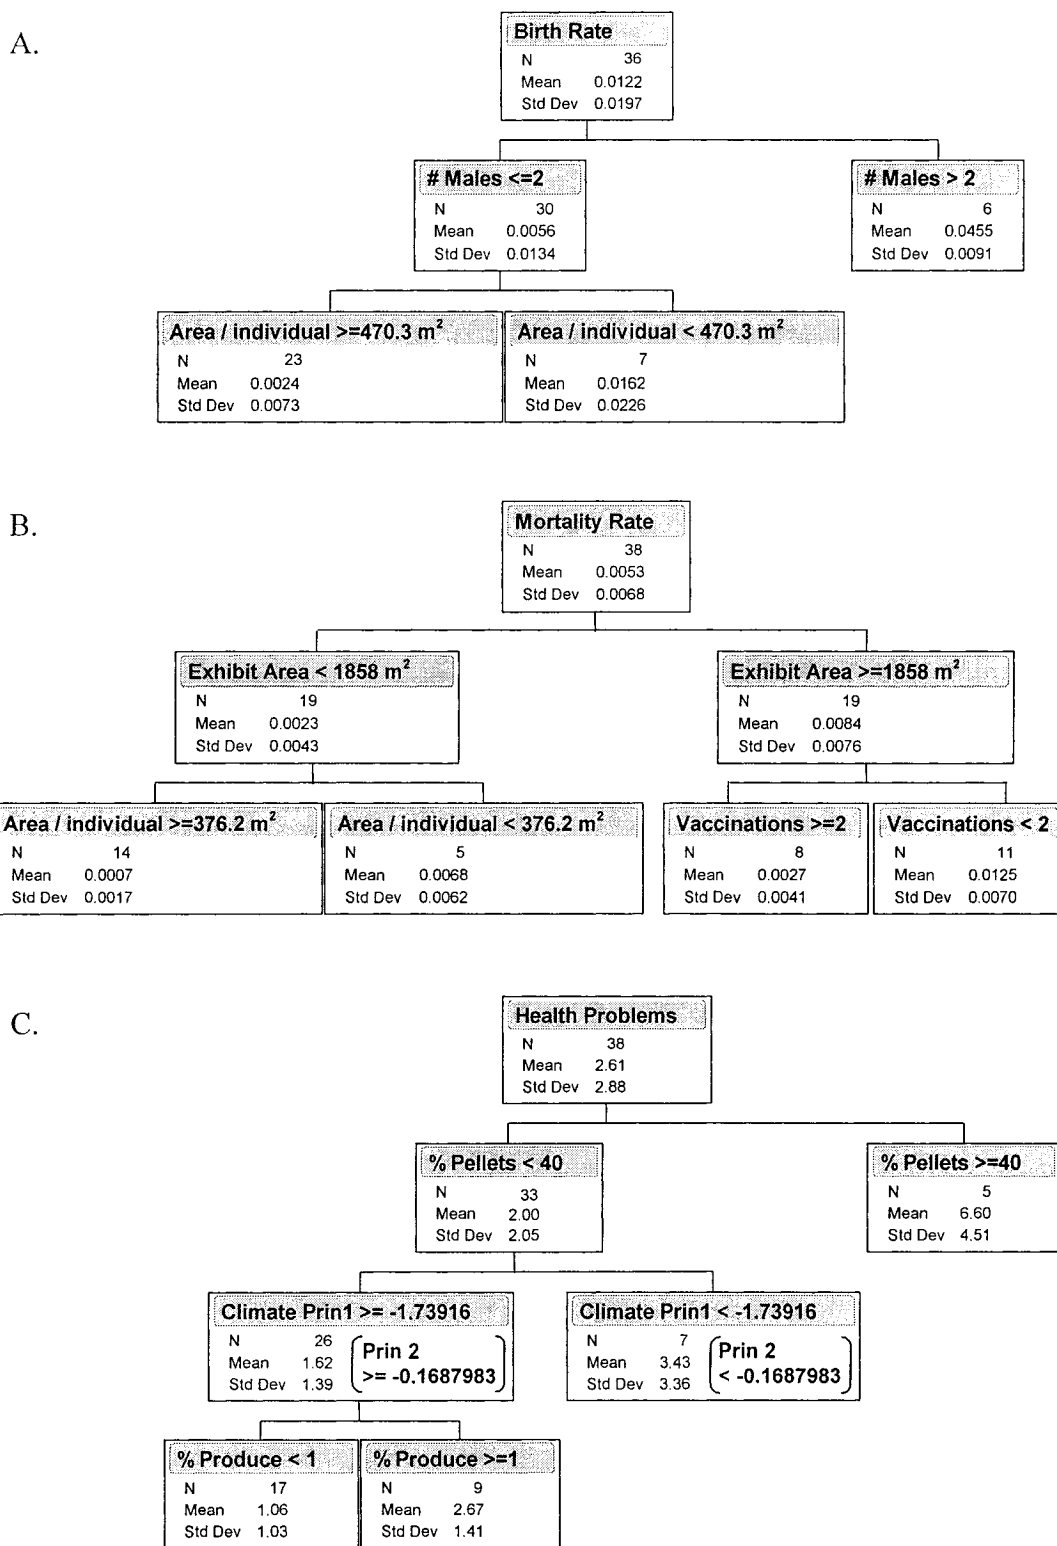 A.
Birth Rate
N 36
Mean 0.0122
Std Dev 0.0197
# Males <=2
N 30
Mean 0.0056
Std Dev 0.0134
# Males > 2
N 6
Mean 0.0455
Std Dev 0.0091
Area / individual >=470.3 m²
N 23
Mean 0.0024
Std Dev 0.0073
Area / individual < 470.3 m²
N 7
Mean 0.0162
Std Dev 0.0226
B.
Mortality Rate
N 38
Mean 0.0053
Std Dev 0.0068
Exhibit Area < 1858 m²
N 19
Mean 0.0023
Std Dev 0.0043
Exhibit Area >=1858 m²
N 19
Mean 0.0084
Std Dev 0.0076
Area / individual >=376.2 m²
N 14
Mean 0.0007
Std Dev 0.0017
Area / individual < 376.2 m²
N 5
Mean 0.0068
Std Dev 0.0062
Vaccinations >=2
N 8
Mean 0.0027
Std Dev 0.0041
Vaccinations < 2
N 11
Mean 0.0125
Std Dev 0.0070
C.
Health Problems
N 38
Mean 2.61
Std Dev 2.88
% Pellets < 40
N 33
Mean 2.00
Std Dev 2.05
% Pellets >=40
N 5
Mean 6.60
Std Dev 4.51
Climate Prin1 >= -1.73916
N 26
Mean 1.62
Std Dev 1.39
Prin 2
>= -0.1687983
Climate Prin1 < -1.73916
N 7
Mean 3.43
Std Dev 3.36
Prin 2
< -0.1687983
% Produce < 1
N 17
Mean 1.06
Std Dev 1.03
% Produce >=1
N 9
Mean 2.67
Std Dev 1.41